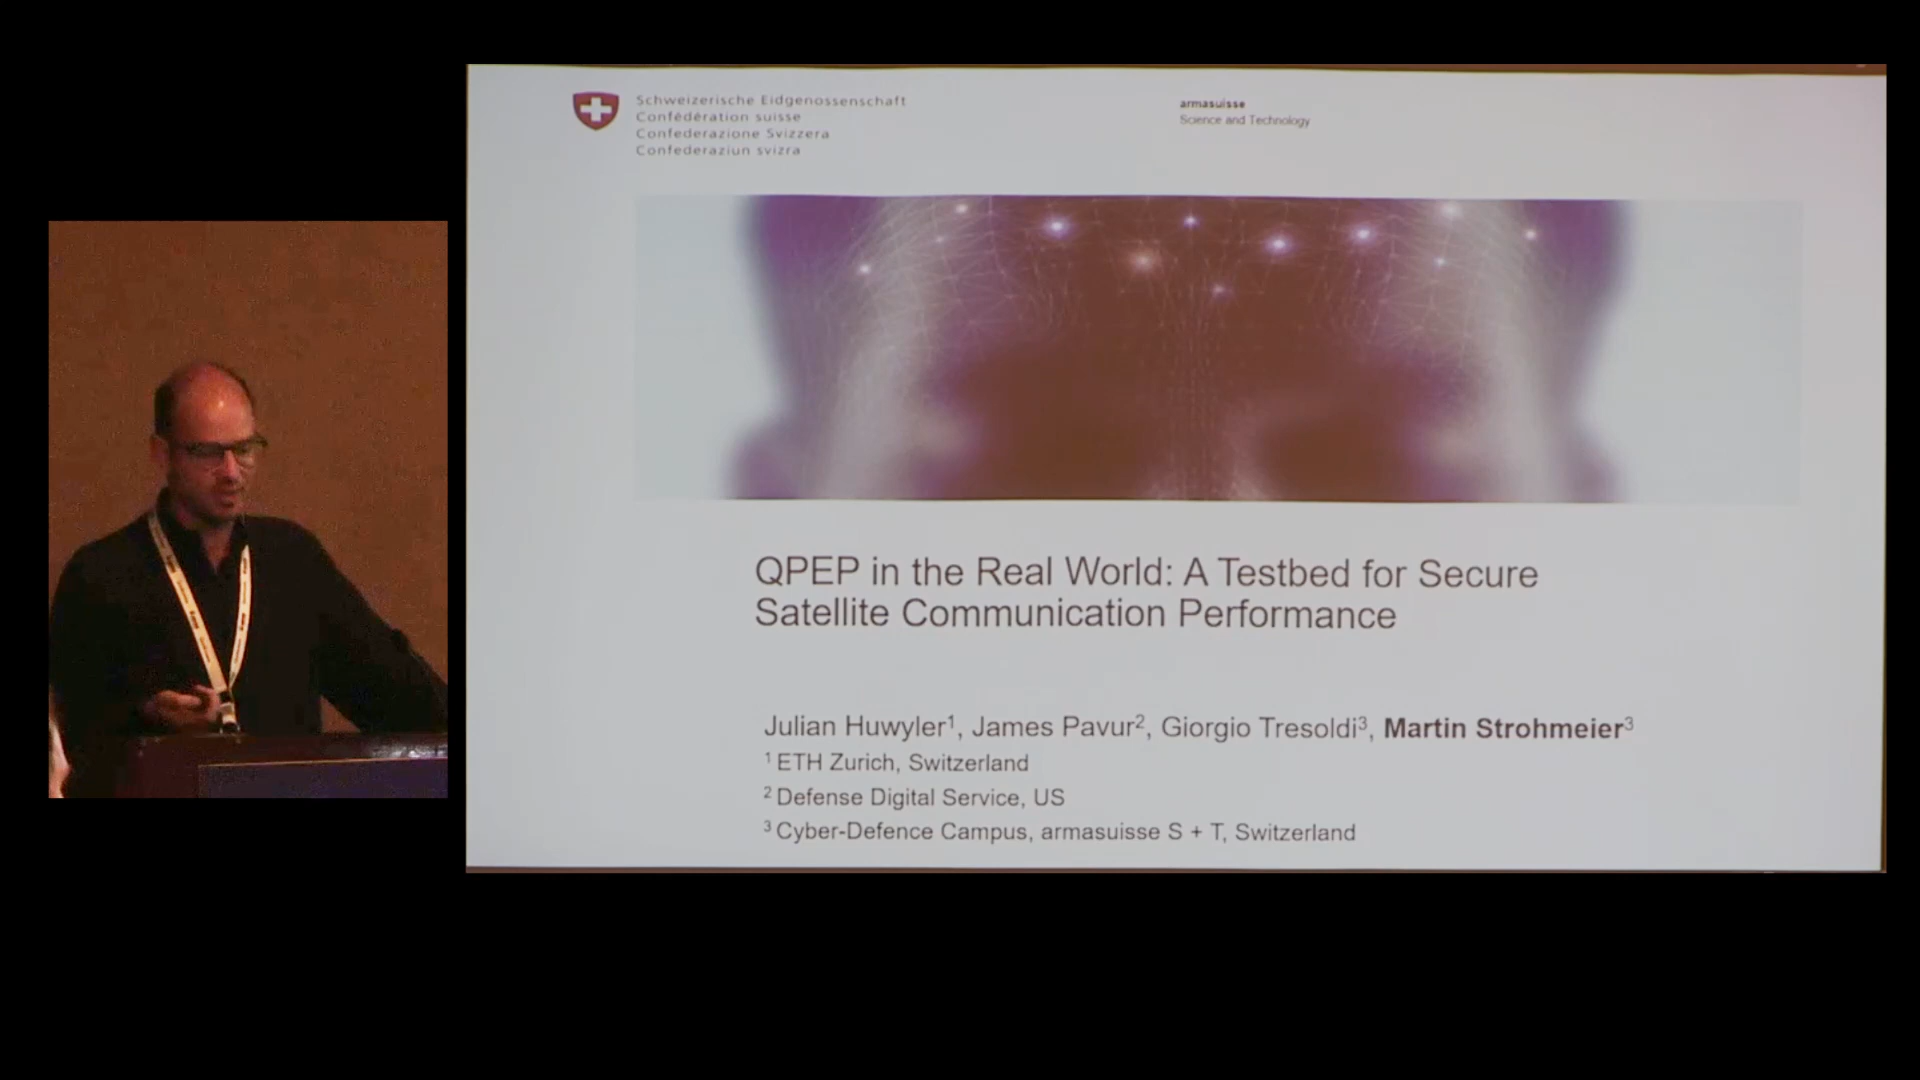 Schweizerische Eidgenossenschaft
Confédération suisse
Confederazione Svizzera
Confederaziun svizra
armasuisse
Science and Technology
QPEP in the Real World: A Testbed for Secure
Satellite Communication Performance
Julian Huwyler¹, James Pavur², Giorgio Tresoldi³, Martin Strohmeier³
¹ ETH Zurich, Switzerland
² Defense Digital Service, US
³ Cyber-Defence Campus, armasuisse S + T, Switzerland